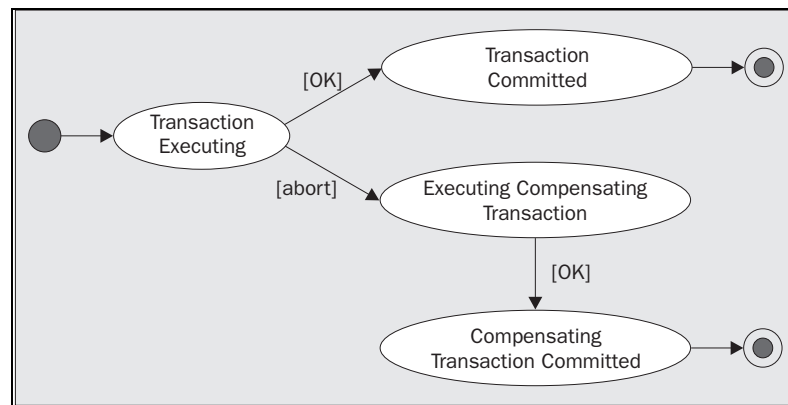 Transaction
Committed
[OK]
Transaction
Executing
[abort]
Executing Compensating
Transaction
[OK]
Compensating
Transaction Committed